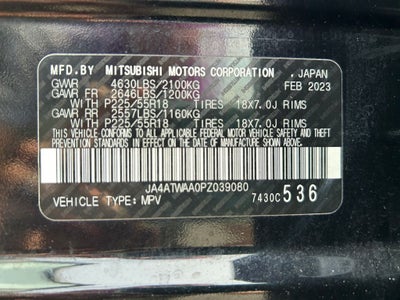 MFD.BY MITSUBISHI MOTORS CORPORATION , JAPAN
FEB 2023
GVWR 4630LBS/2100KG
GAWR FR 2646LBS/1200KG
WITH P225/55R18 TIRES 18X7.0J RIMS
GAWR RR 2557LBS/1160KG
WITH P225/55R18 TIRES 18X7.0J RIMS
THIS VEHICLE CONFORMS TO ALL APPLICABLE
FEDERAL MOTOR VEHICLE SAFETY, BUMPER AND
THEFT PREVENTION STANDARDS IN EFFECT ON
THE DATE OF MANUFACTURE SHOWN ABOVE.
JA4ATWAA0PZ039080
VEHICLE TYPE:MPV 7430C 536